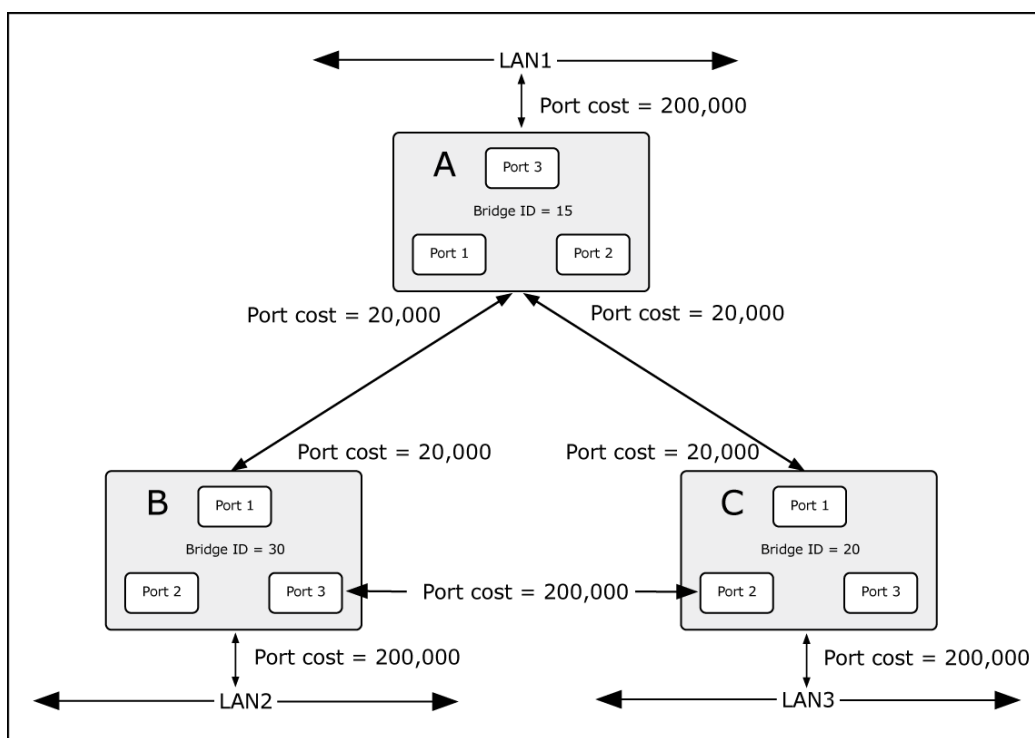 LAN1
Port cost = 200,000
A
Port 3
Bridge ID = 15
Port 1
Port 2
Port cost = 20,000
Port cost = 20,000
Port cost = 20,000
Port cost = 20,000
B
Port 1
Bridge ID = 30
Port 2
Port 3
C
Port 1
Bridge ID = 20
Port 2
Port 3
Port cost = 200,000
Port cost = 200,000
Port cost = 200,000
LAN2
LAN3